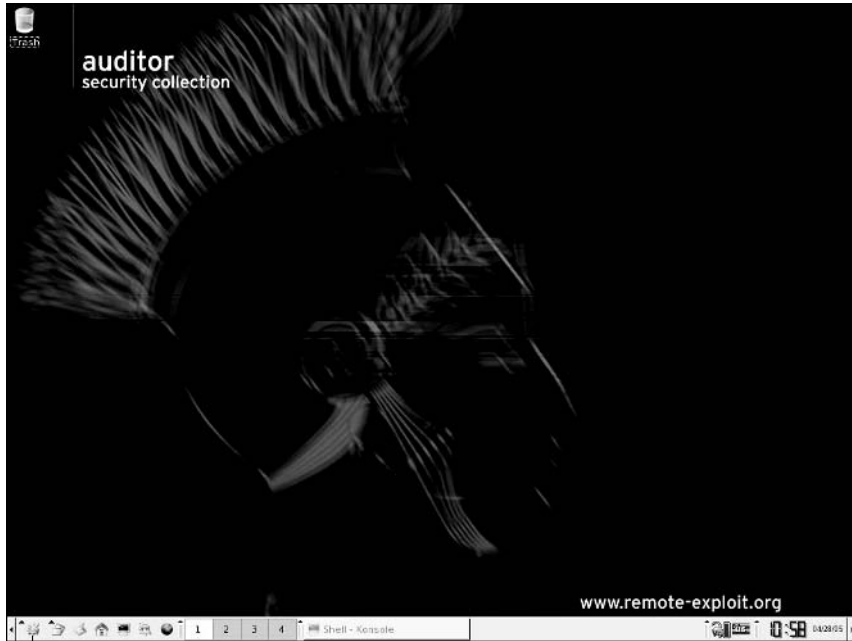 Trash
auditor
security collection
www.remote-exploit.org
1 2 3 4 Shell - Konsole
10:58 04/28/05